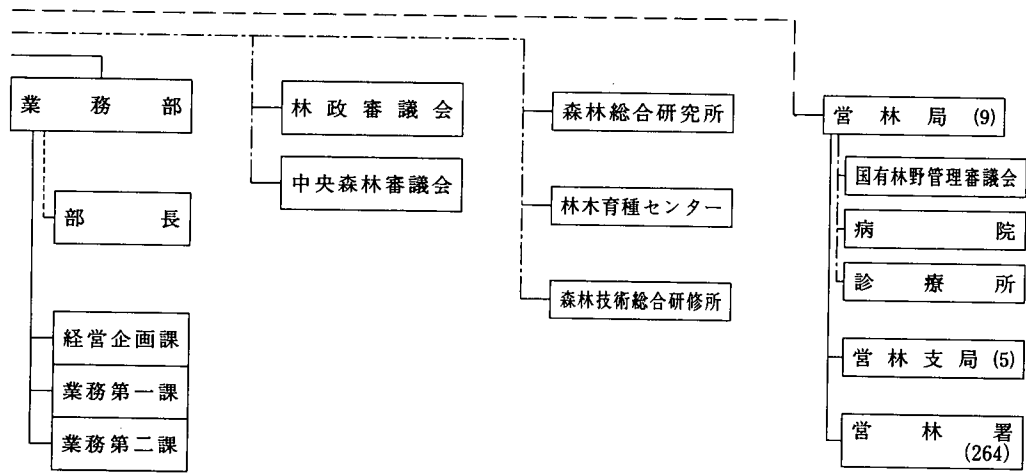 業務部
部長
経営企画課
業務第一課
業務第二課
林政審議会
中央森林審議会
森林総合研究所
林木育種センター
森林技術総合研修所
営林局 (9)
国有林野管理審議会
病院
診療所
営林支局 (5)
営林署
(264)